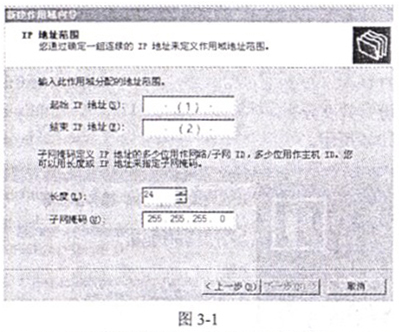 新建作用域向导
IP 地址范围
您通过确定一组连续的 IP 地址来定义作用域地址范围。
输入此作用域分配的地址范围。
起始 IP 地址(S): (1)
结束 IP 地址(E): (2)
子网掩码定义 IP 地址的多少位用作网络/子网 ID，多少位用作主机 ID。您
可以用长度或 IP 地址来指定子网掩码。
长度(L): 24
子网掩码(U): 255.255.255.0
<上一步(B) 下一步(N)> 取消
图 3-1